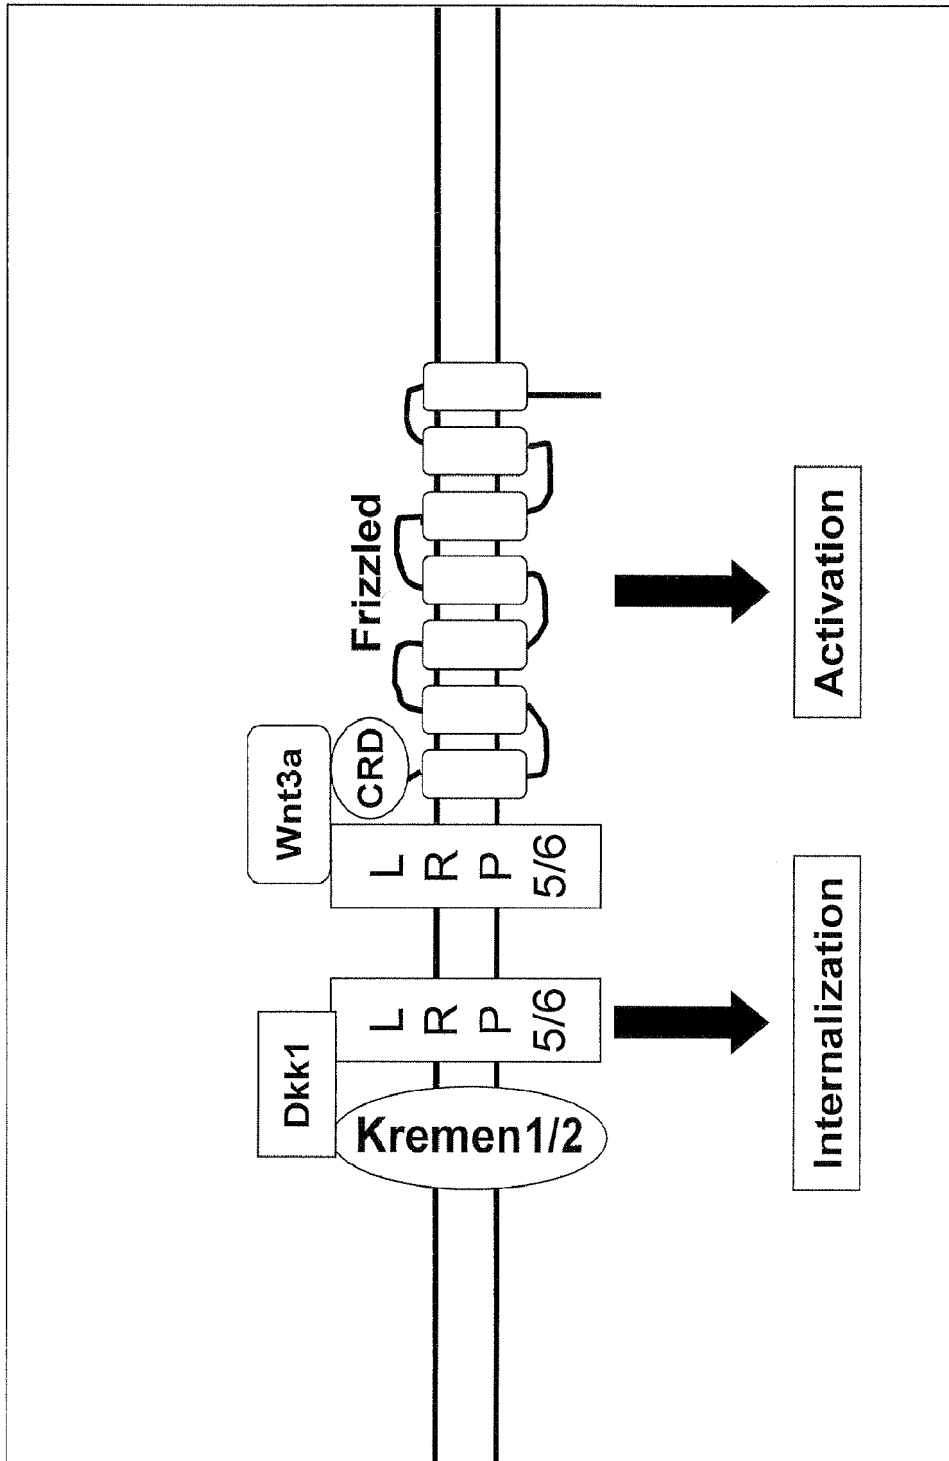 Dkk1
Wnt3a
Kremen1/2
L
R
P
5/6
L
R
P
5/6
CRD
Frizzled
Internalization
Activation